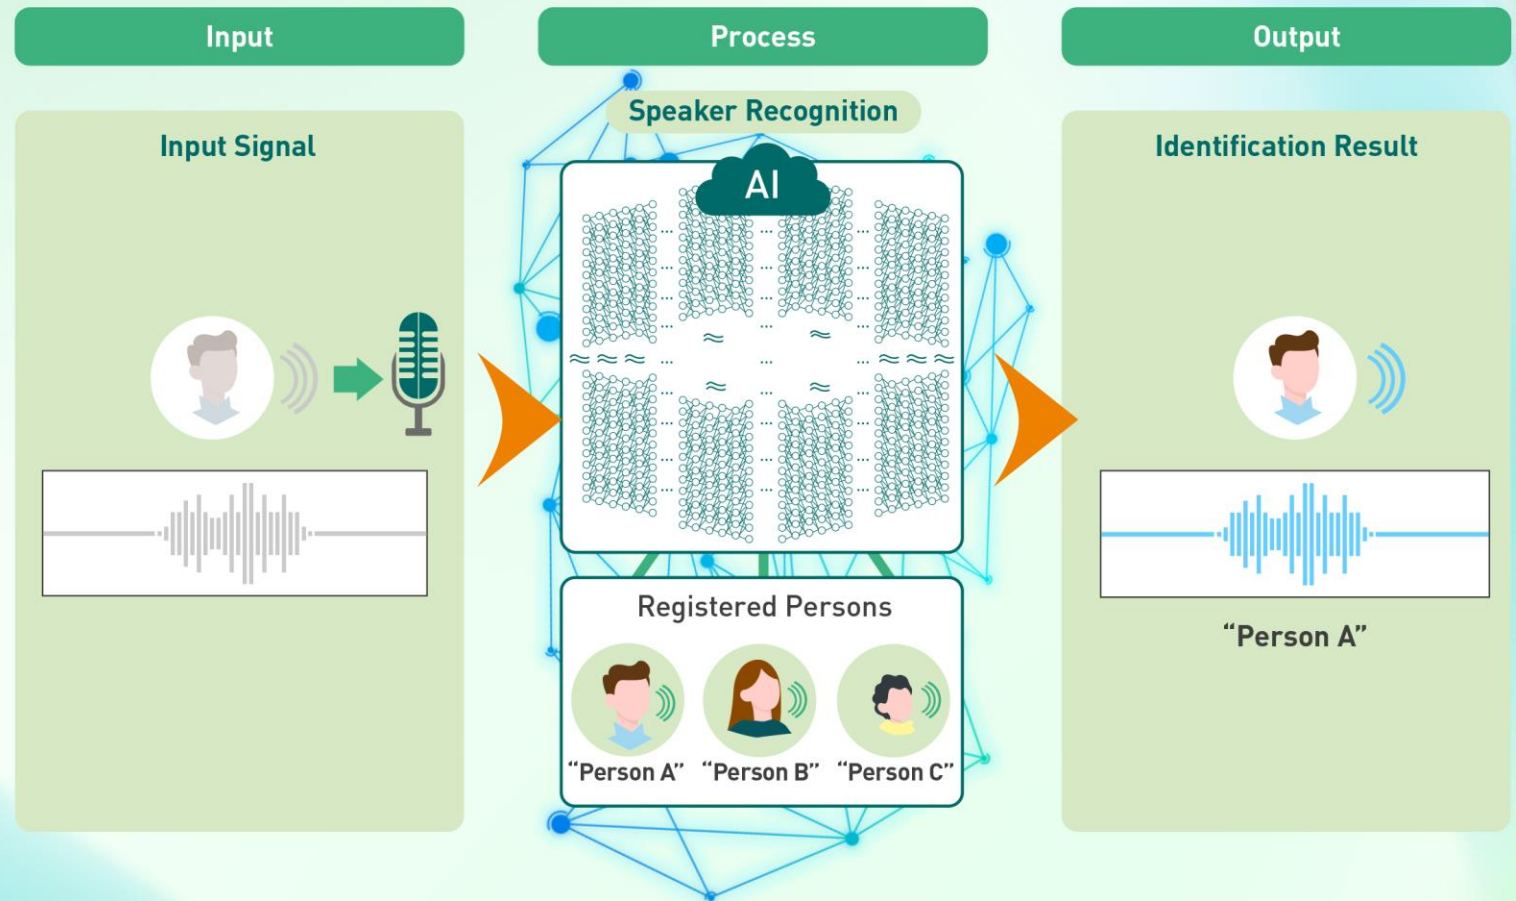 Input
Process
Output
Input Signal
Speaker Recognition
AI
Identification Result
Registered Persons
“Person A”
“Person B”
“Person C”
“Person A”